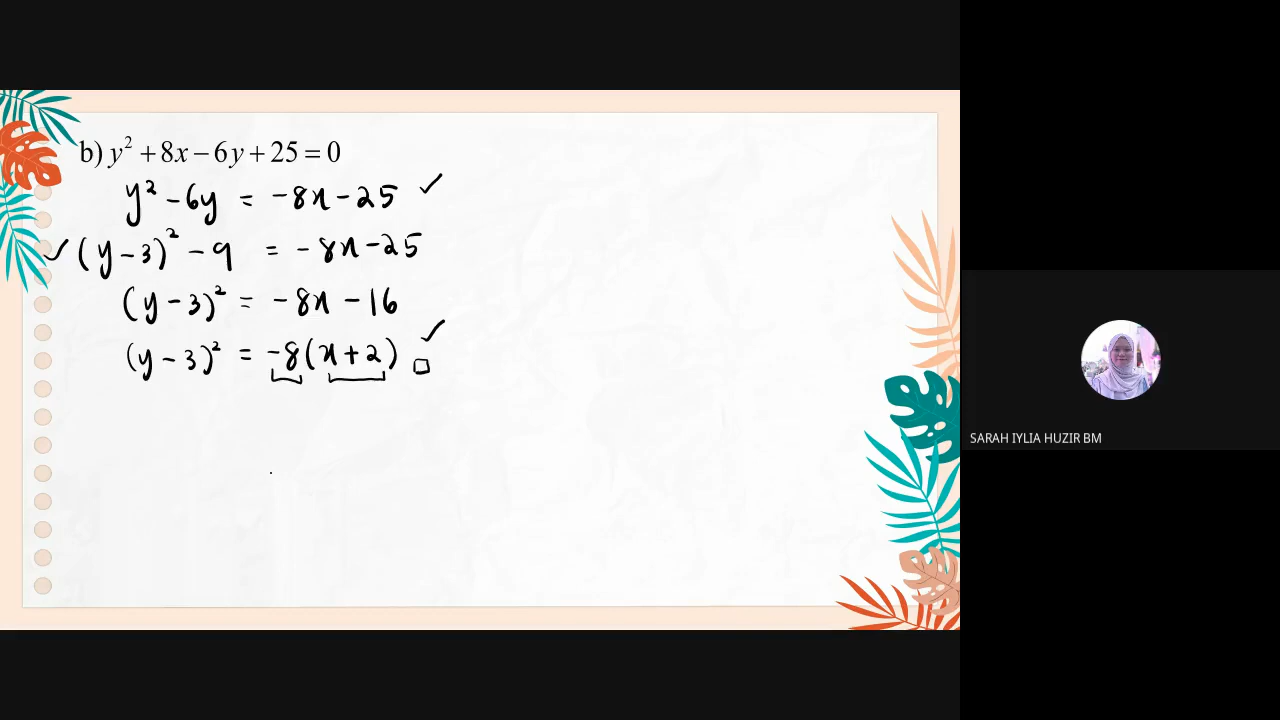 b) y² + 8x − 6y + 25 = 0
y² − 6y = −8x − 25 ✓
✓ (y − 3)² − 9 = −8x − 25
(y − 3)² = −8x − 16
(y − 3)² = −8(x + 2) ✓
SARAH IYLIA HUZIR BM